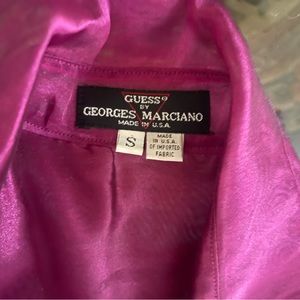 GUESS?
BY
GEORGES MARCIANO
MADE IN U.S.A.
S
MADE
IN U.S.A.
OF IMPORTED
FABRIC